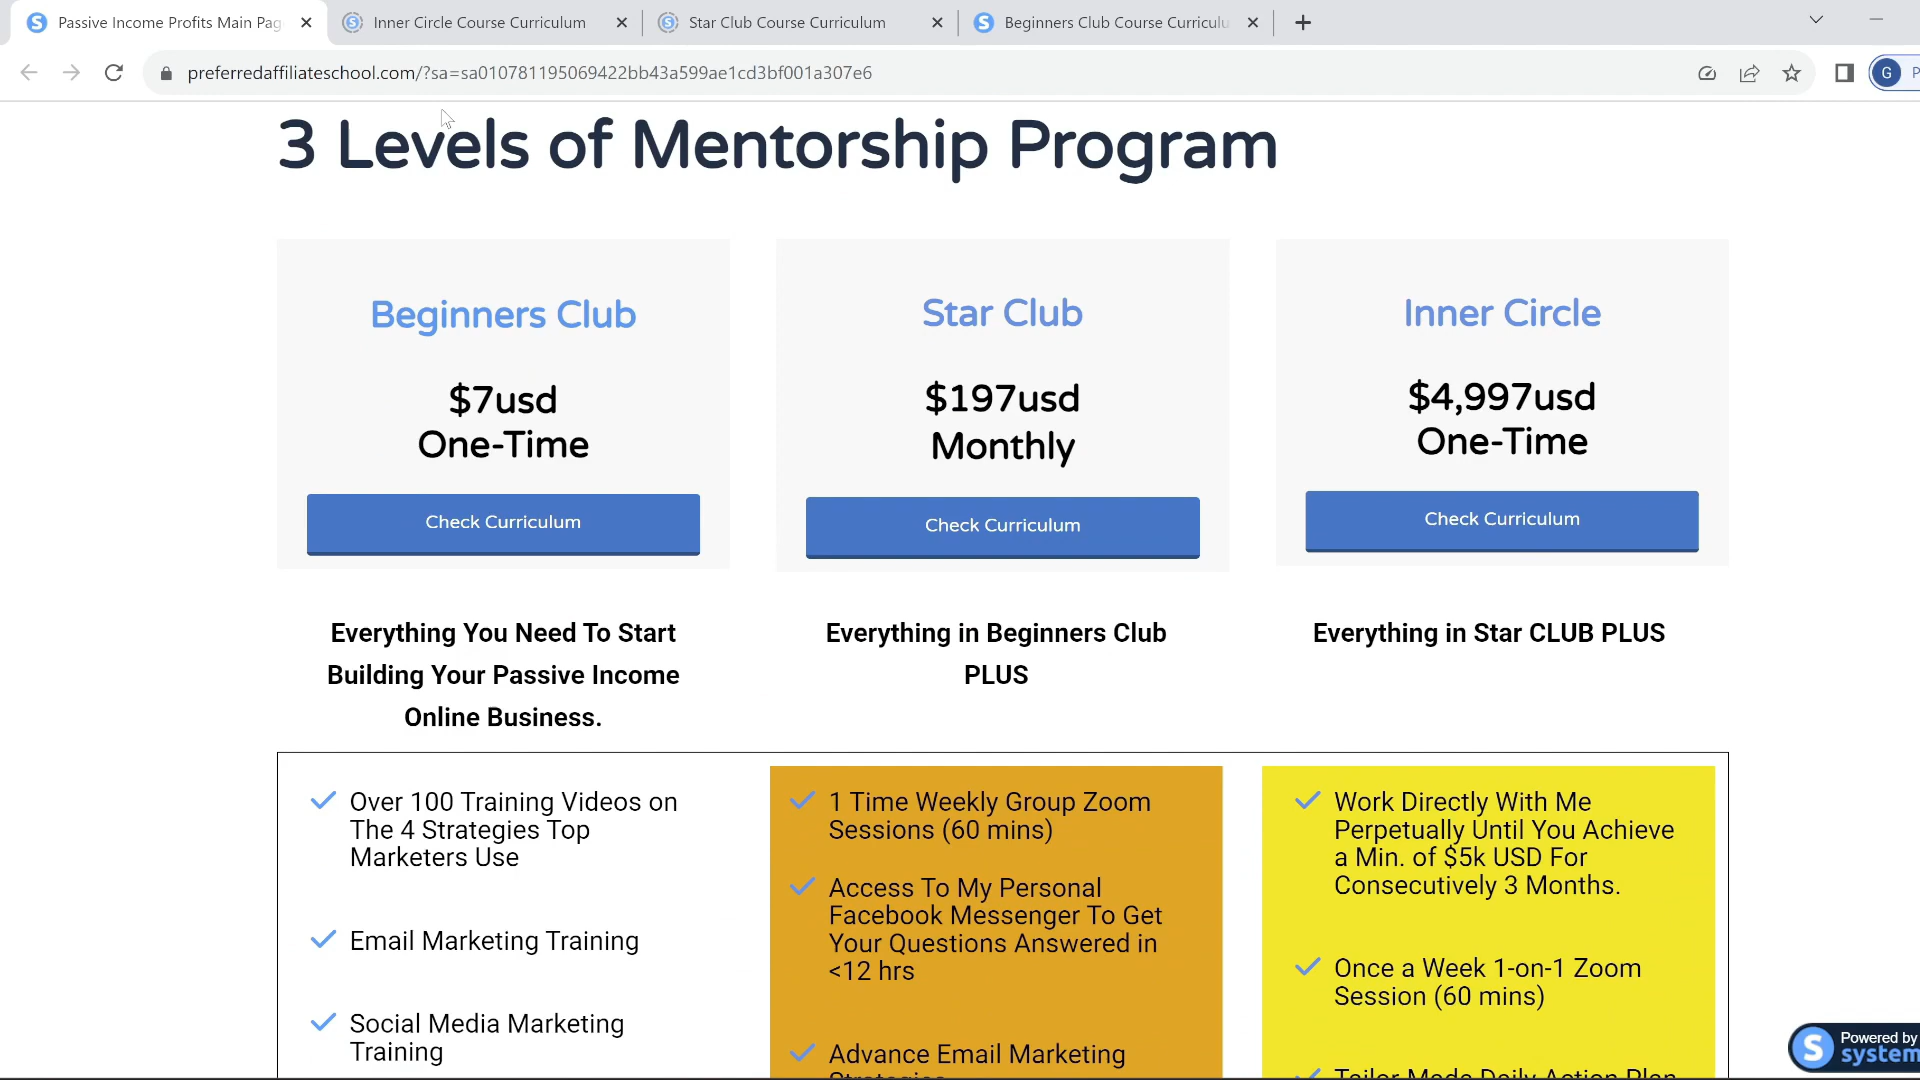 Passive Income Profits Main Pag
Inner Circle Course Curriculum
Star Club Course Curriculum
Beginners Club Course Curriculu
preferredaffiliateschool.com/?sa=sa010781195069422bb43a599ae1cd3bf001a307e6
G
P
3 Levels of Mentorship Program
Beginners Club
$7usd
One-Time
Check Curriculum
Everything You Need To Start
Building Your Passive Income
Online Business.
Star Club
$197usd
Monthly
Check Curriculum
Everything in Beginners Club
PLUS
Inner Circle
$4,997usd
One-Time
Check Curriculum
Everything in Star CLUB PLUS
Over 100 Training Videos on
The 4 Strategies Top
Marketers Use
Email Marketing Training
Social Media Marketing
Training
1 Time Weekly Group Zoom
Sessions (60 mins)
Access To My Personal
Facebook Messenger To Get
Your Questions Answered in
<12 hrs
Advance Email Marketing
Strategies
Work Directly With Me
Perpetually Until You Achieve
a Min. of $5k USD For
Consecutively 3 Months.
Once a Week 1-on-1 Zoom
Session (60 mins)
Tailor Made Daily Action Plan
Powered by
system